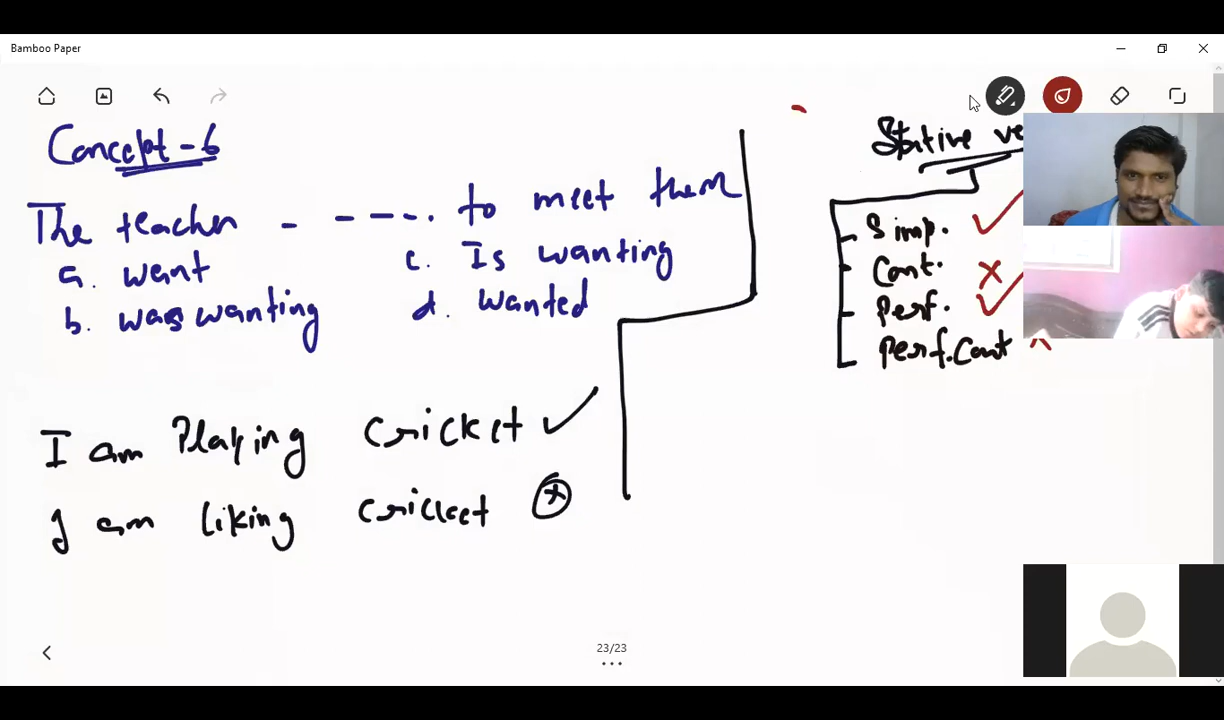 Bamboo Paper
Concept-6
The teacher - - - - - . to meet them
a. want
c. Is wanting
b. was wanting
d. wanted
I am Playing cricket ✓
I am liking cricket ⓧ
Stative ve
Simp. ✓
Cont. ✗
Perf. ✓
Perf.Cont ✗
23/23